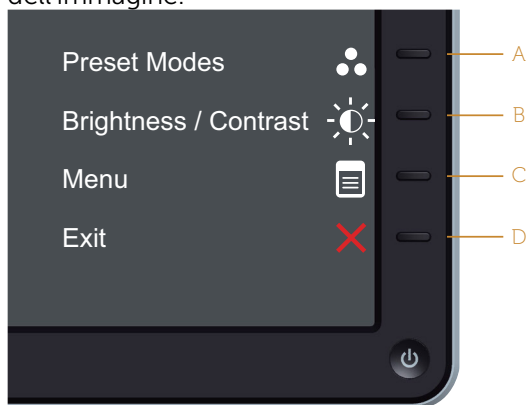 dell'immagine.
Preset Modes
A
Brightness / Contrast
B
Menu
C
Exit
D